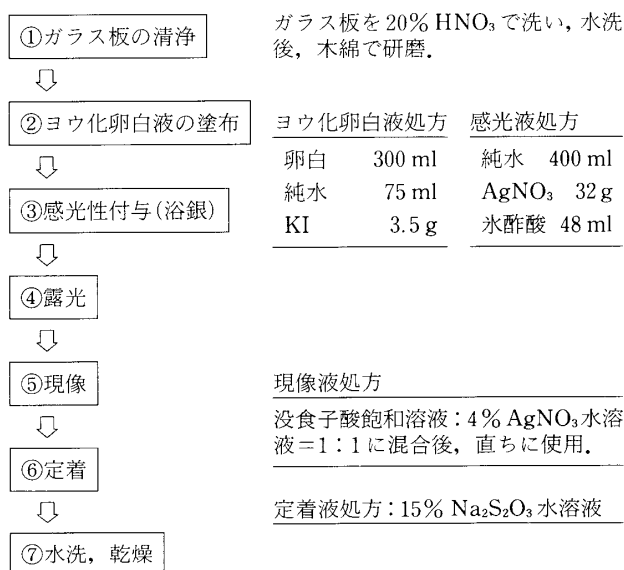 ①ガラス板の清浄
ガラス板を20% HNO₃で洗い,水洗
後,木綿で研磨.
②ヨウ化卵白液の塗布
ヨウ化卵白液処方 感光液処方
卵白 300 ml 純水 400 ml
純水 75 ml AgNO₃ 32 g
KI 3.5 g 氷酢酸 48 ml
③感光性付与(浴銀)
④露光
⑤現像
現像液処方
没食子酸飽和溶液:4% AgNO₃水溶
液=1:1に混合後,直ちに使用.
⑥定着
定着液処方:15% Na₂S₂O₃水溶液
⑦水洗,乾燥